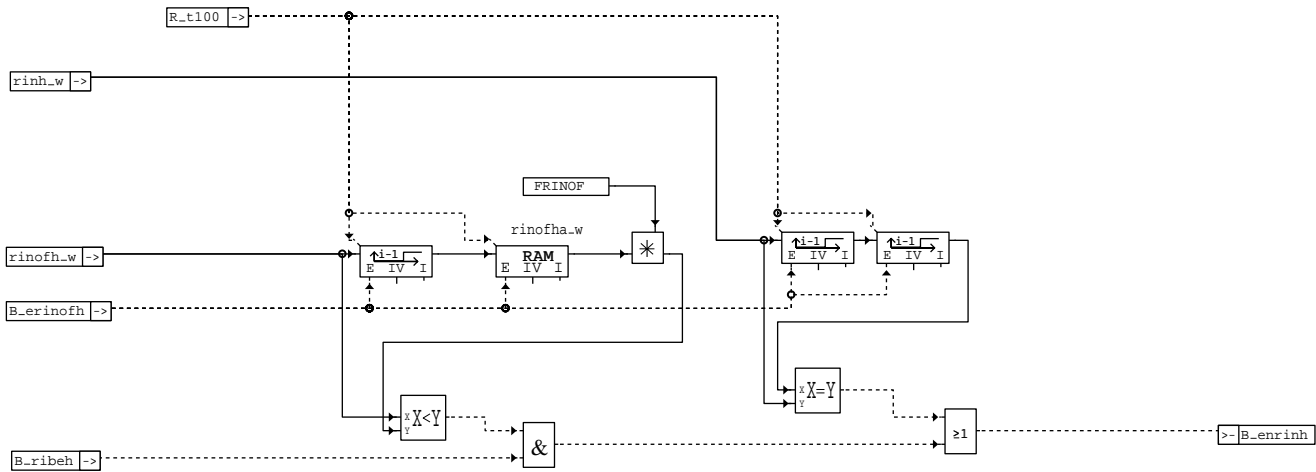 R_t100 ->
rinh_w ->
FRINOF
rinofha_w
rinofh_w ->
i-1
E IV I
RAM
E IV I
*
i-1
E IV I
i-1
E IV I
B_erinofh ->
X
Y
X<Y
X
Y
X=Y
&
≥1
>- B_enrinh
B_ribeh ->